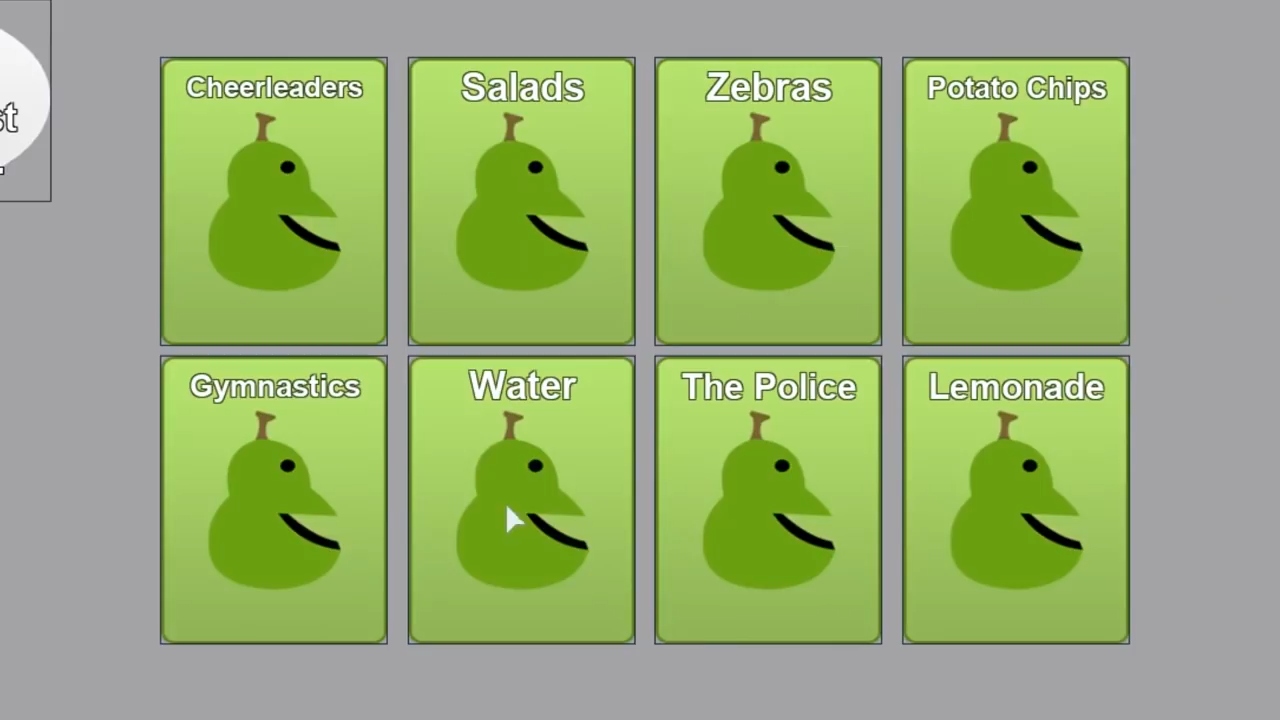 Cheerleaders
Salads
Zebras
Potato Chips
Gymnastics
Water
The Police
Lemonade